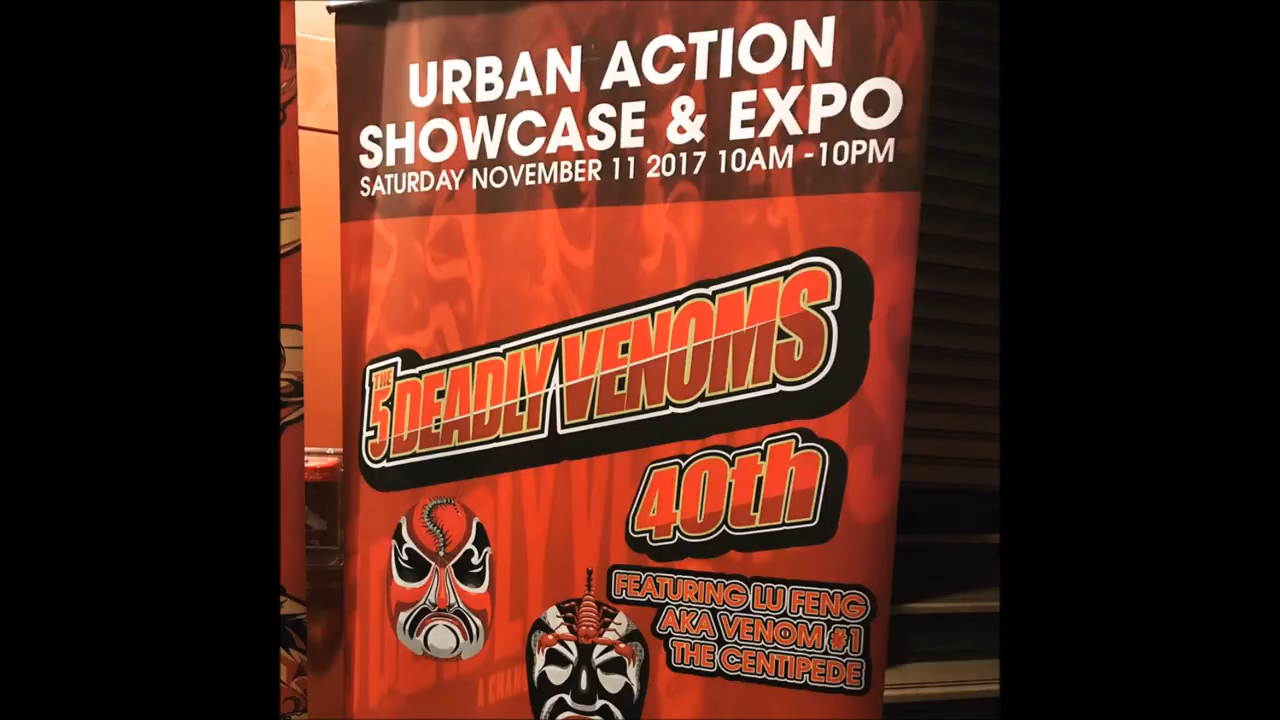 URBAN ACTION
SHOWCASE & EXPO
SATURDAY NOVEMBER 11 2017 10AM -10PM
THE
5 DEADLY VENOMS
40th
FEATURING LU FENG
AKA VENOM #1
THE CENTIPEDE